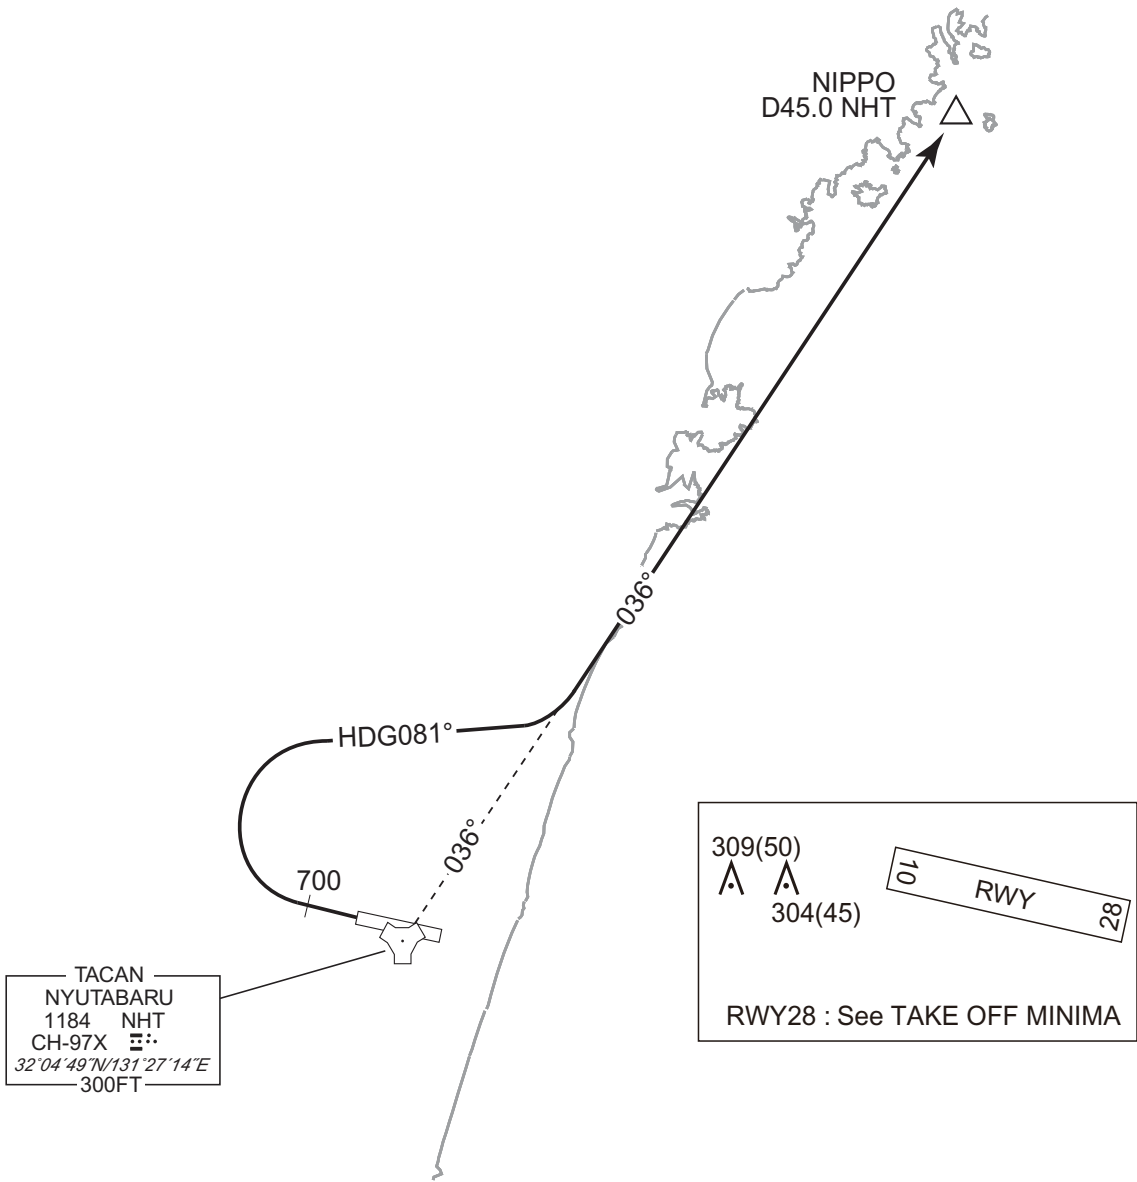 NIPPO
D45.0 NHT
036°
HDG081°
036°
700
TACAN
NYUTABARU
1184 NHT
CH-97X
32°04´49˝N/131°27´14˝E
300FT
309(50)
304(45)
10 RWY 28
RWY28 : See TAKE OFF MINIMA